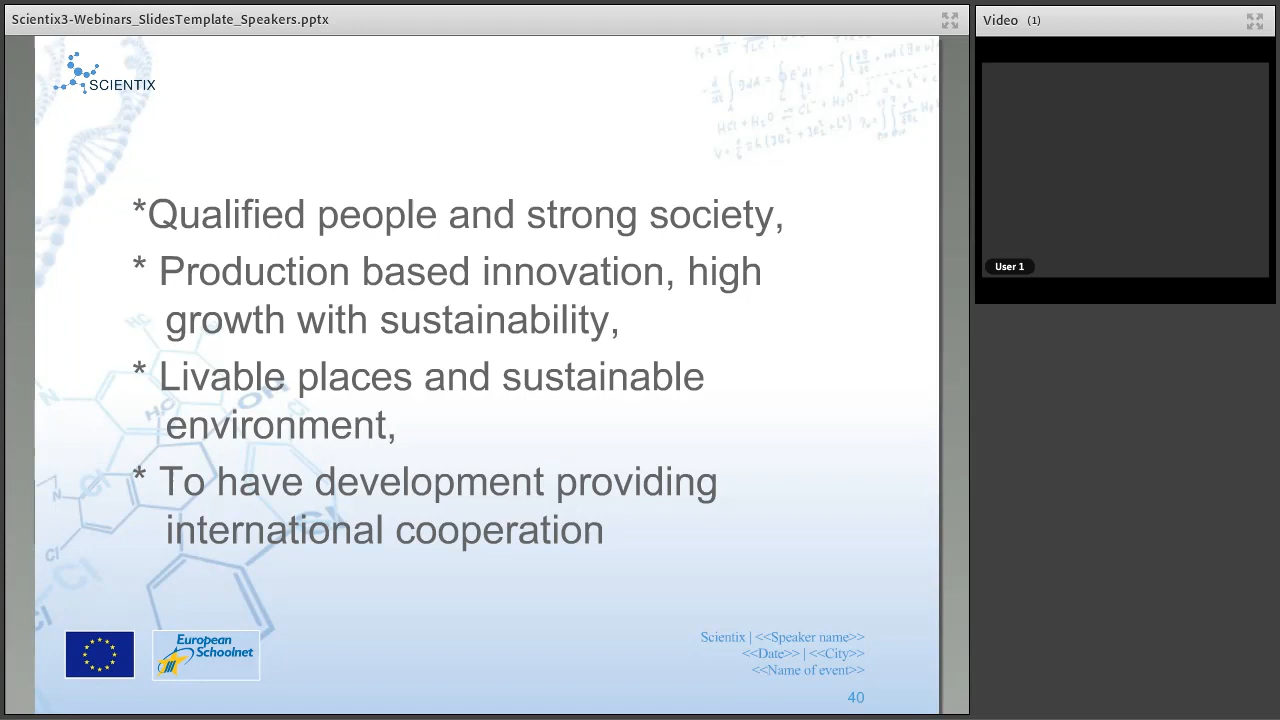 Scientix3-Webinars_SlidesTemplate_Speakers.pptx
Video (1)
SCIENTIX
User 1
*Qualified people and strong society,
* Production based innovation, high
growth with sustainability,
* Livable places and sustainable
environment,
* To have development providing
international cooperation
European
Schoolnet
Scientix | <<Speaker name>>
<<Date>> | <<City>>
<<Name of event>>
40